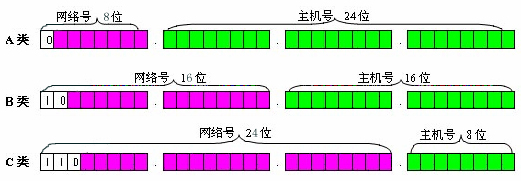 网络号 8位 主机号 24位
A类 0 . . .
网络号 16位 主机号 16位
B类 1 0 . . .
网络号 24位 主机号 8位
C类 1 1 0 . . .